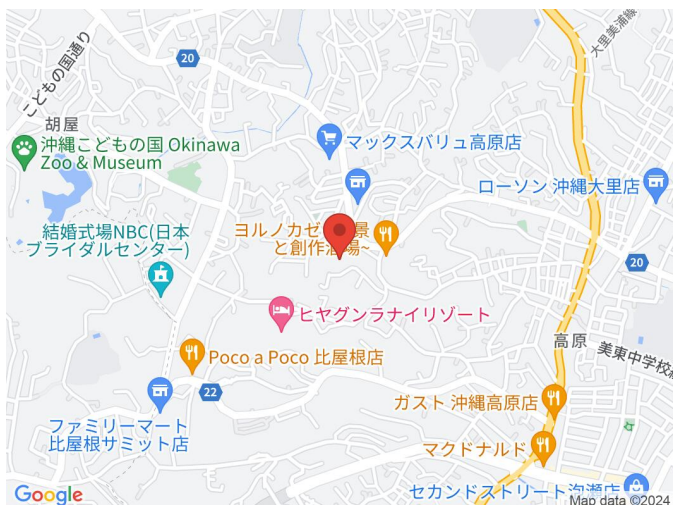 こどもの国通り
20
大里美浦線
胡屋
沖縄こどもの国 Okinawa
Zoo & Museum
マックスバリュ高原店
ローソン 沖縄大里店
ヨルノカゼ
景
と創作酒場~
結婚式場NBC(日本
ブライダルセンター)
20
ヒヤグンラナイリゾート
高原
美東中学校
Poco a Poco 比屋根店
22
ガスト 沖縄高原店
ファミリーマート
比屋根サミット店
マクドナルド
セカンドストリート泡瀬店
Google
Map data ©2024